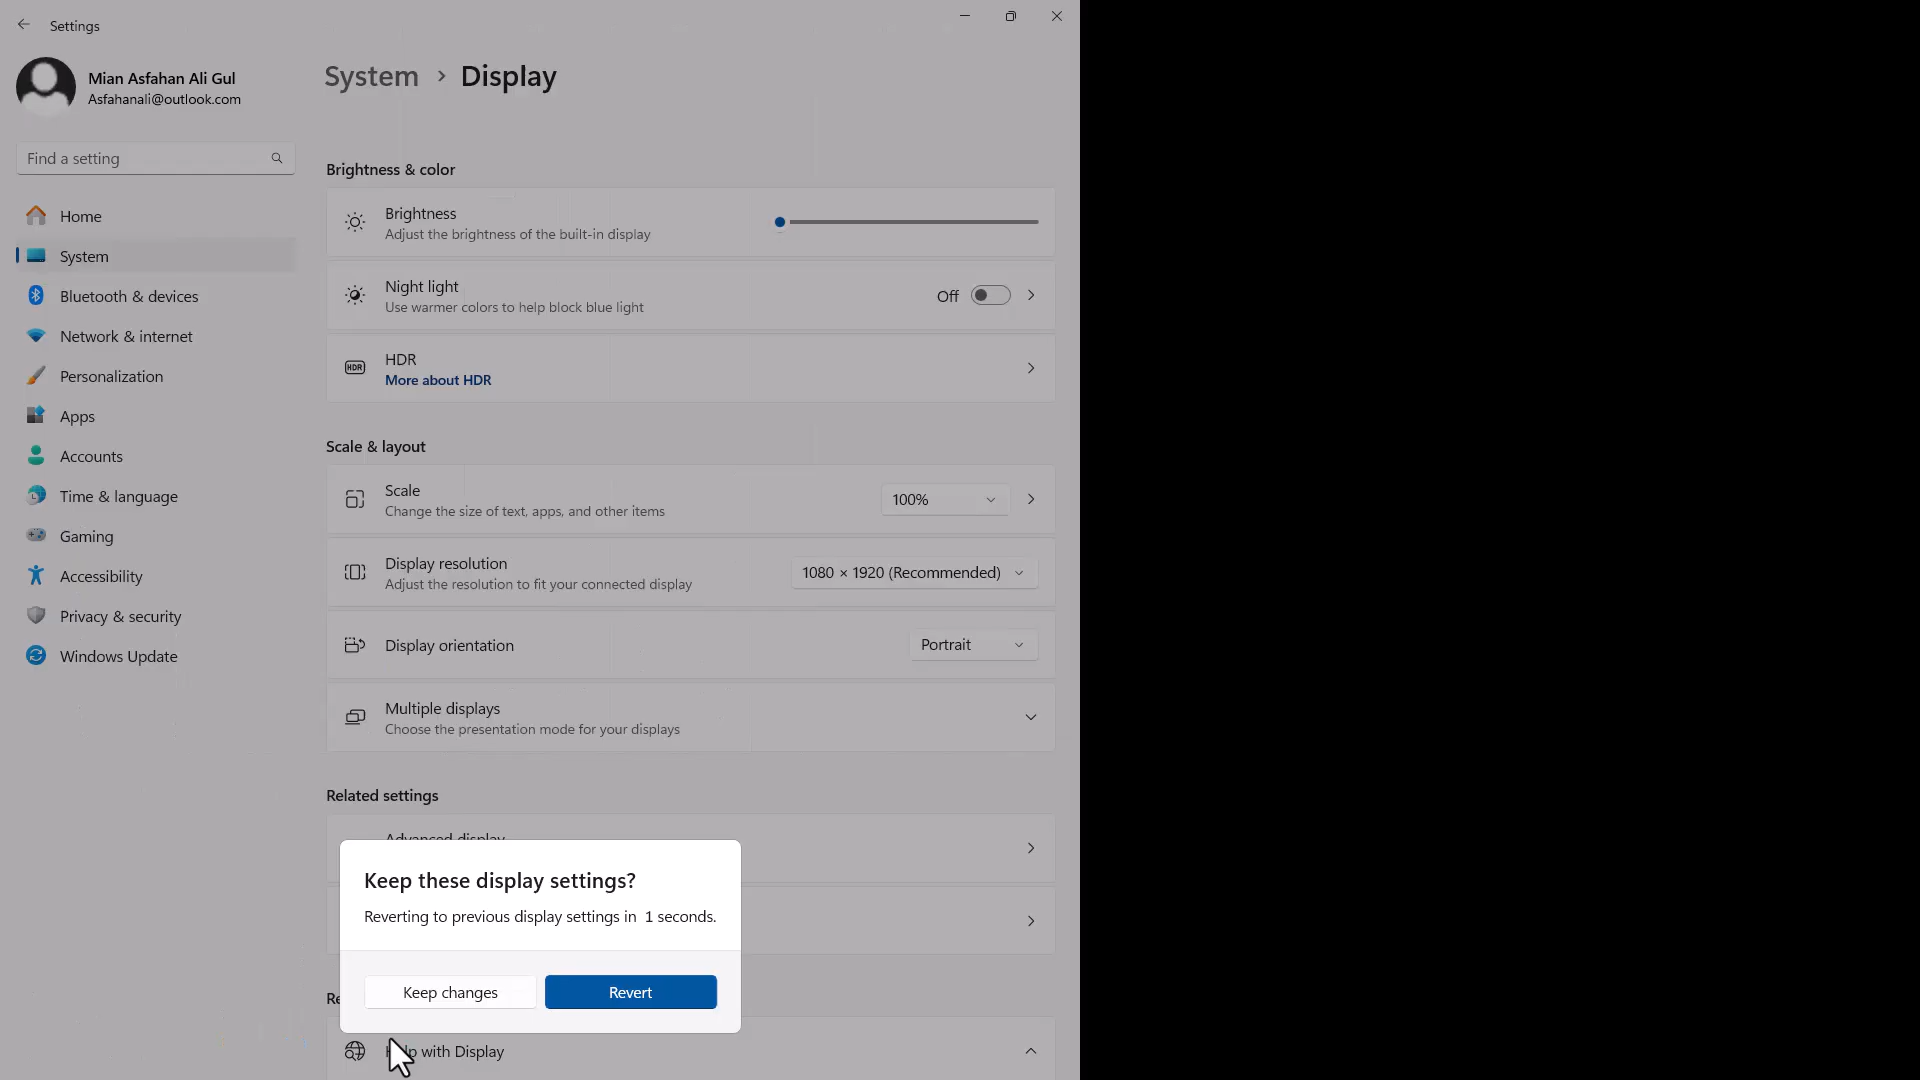 Settings
Mian Asfahan Ali Gul
Asfahanali@outlook.com
Find a setting
Home
System
Bluetooth & devices
Network & internet
Personalization
Apps
Accounts
Time & language
Gaming
Accessibility
Privacy & security
Windows Update
System › Display
Brightness & color
Brightness
Adjust the brightness of the built-in display
Night light
Use warmer colors to help block blue light
Off
HDR
HDR
More about HDR
Scale & layout
Scale
Change the size of text, apps, and other items
100%
Display resolution
Adjust the resolution to fit your connected display
1080 × 1920 (Recommended)
Display orientation
Portrait
Multiple displays
Choose the presentation mode for your displays
Related settings
Advanced display
Keep these display settings?
Reverting to previous display settings in 1 seconds.
Keep changes
Revert
Re
with Display